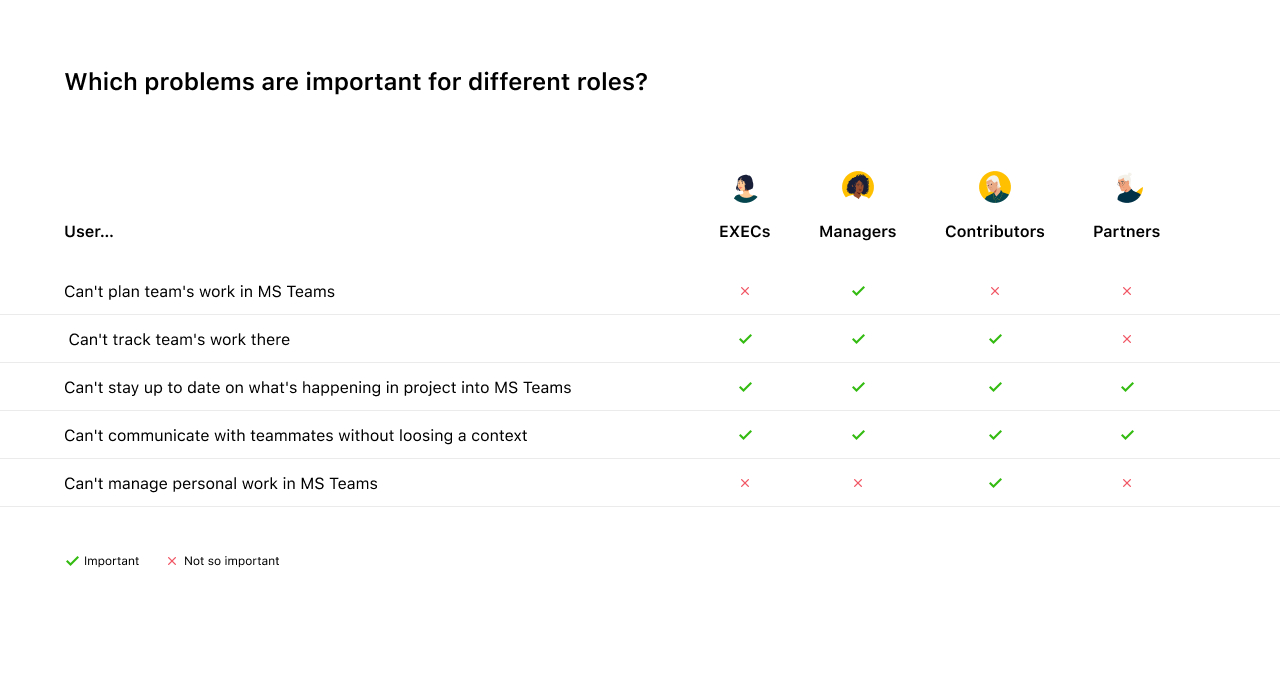 Which problems are important for different roles?
User... EXECs Managers Contributors Partners
Can't plan team's work in MS Teams
Can't track team's work there
Can't stay up to date on what's happening in project into MS Teams
Can't communicate with teammates without loosing a context
Can't manage personal work in MS Teams
Important Not so important